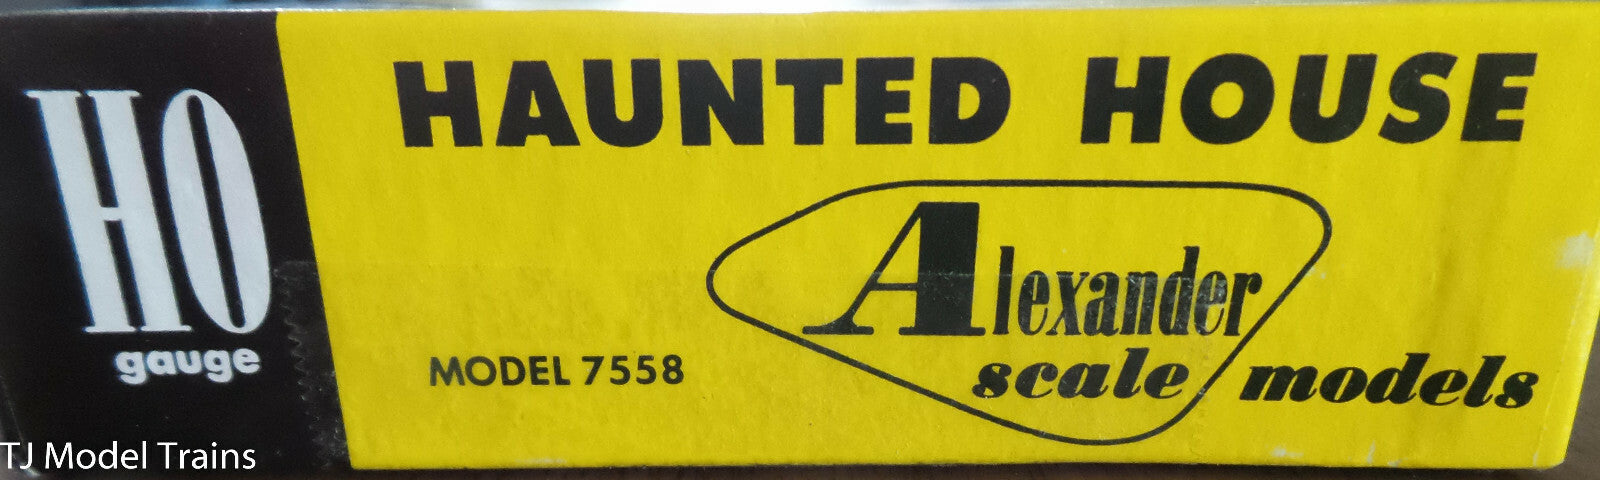 HO
gauge
HAUNTED HOUSE
MODEL 7558
Alexander
scale models
TJ Model Trains